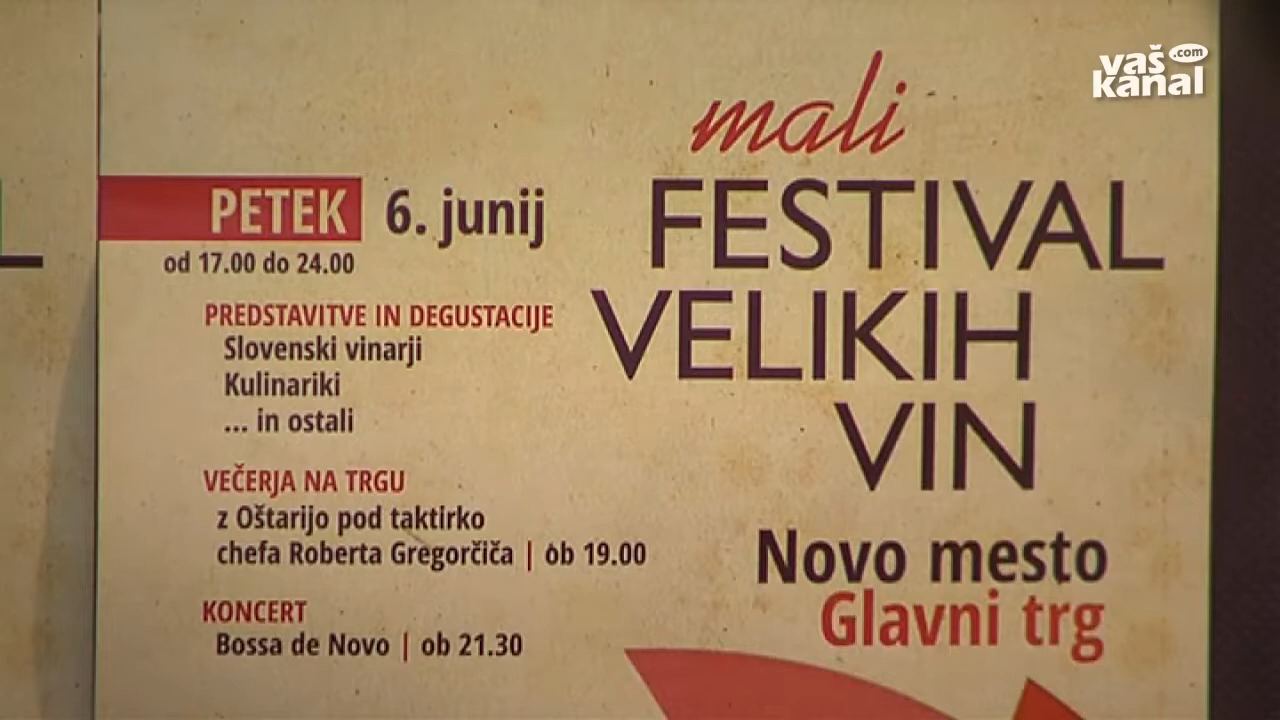 vaš .com
kanal
mali
FESTIVAL
VELIKIH
VIN
Novo mesto
Glavni trg
PETEK 6. junij
od 17.00 do 24.00
PREDSTAVITVE IN DEGUSTACIJE
Slovenski vinarji
Kulinariki
... in ostali
VEČERJA NA TRGU
z Oštarijo pod taktirko
chefa Roberta Gregorčiča | ob 19.00
KONCERT
Bossa de Novo | ob 21.30